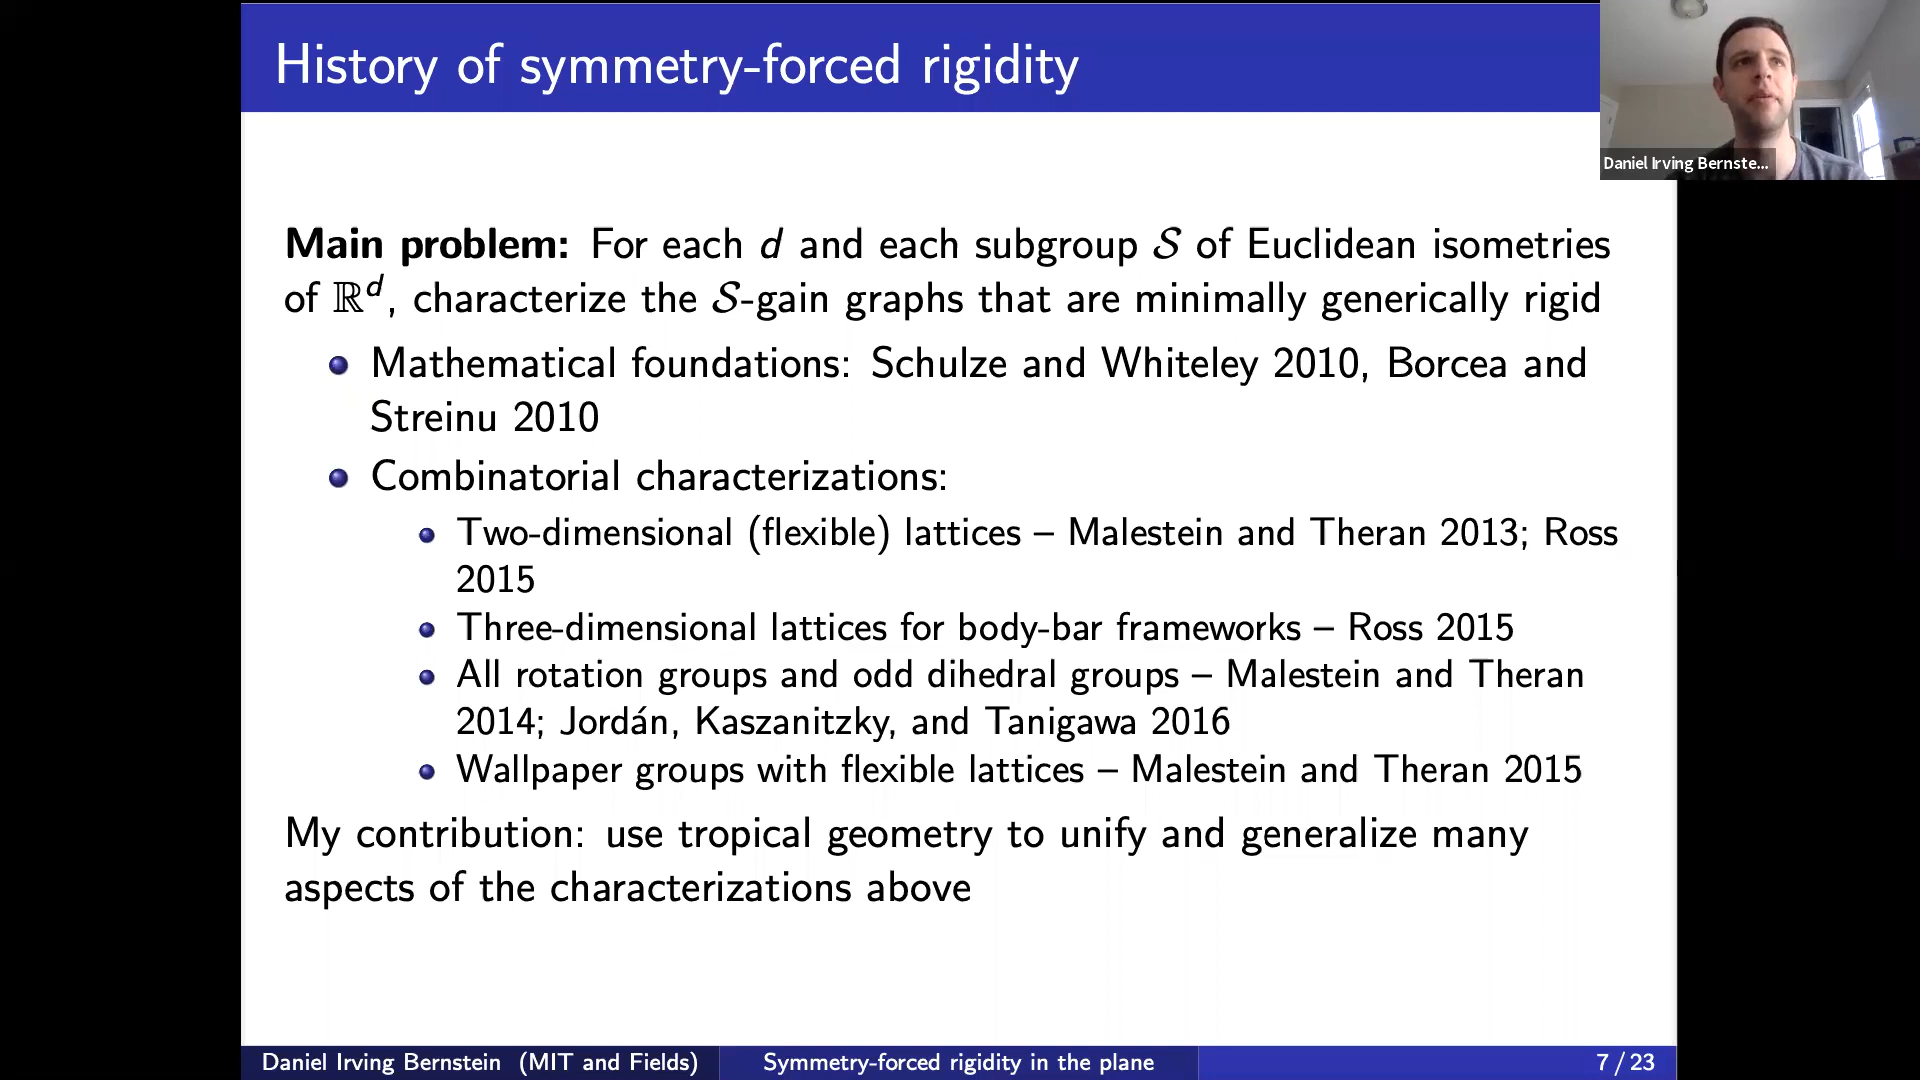 History of symmetry-forced rigidity
Daniel Irving Bernste...
Main problem: For each d and each subgroup 𝒮 of Euclidean isometries
of ℝ^d, characterize the 𝒮-gain graphs that are minimally generically rigid
Mathematical foundations: Schulze and Whiteley 2010, Borcea and
Streinu 2010
Combinatorial characterizations:
Two-dimensional (flexible) lattices – Malestein and Theran 2013; Ross
2015
Three-dimensional lattices for body-bar frameworks – Ross 2015
All rotation groups and odd dihedral groups – Malestein and Theran
2014; Jordán, Kaszanitzky, and Tanigawa 2016
Wallpaper groups with flexible lattices – Malestein and Theran 2015
My contribution: use tropical geometry to unify and generalize many
aspects of the characterizations above
Daniel Irving Bernstein (MIT and Fields) Symmetry-forced rigidity in the plane 7 / 23